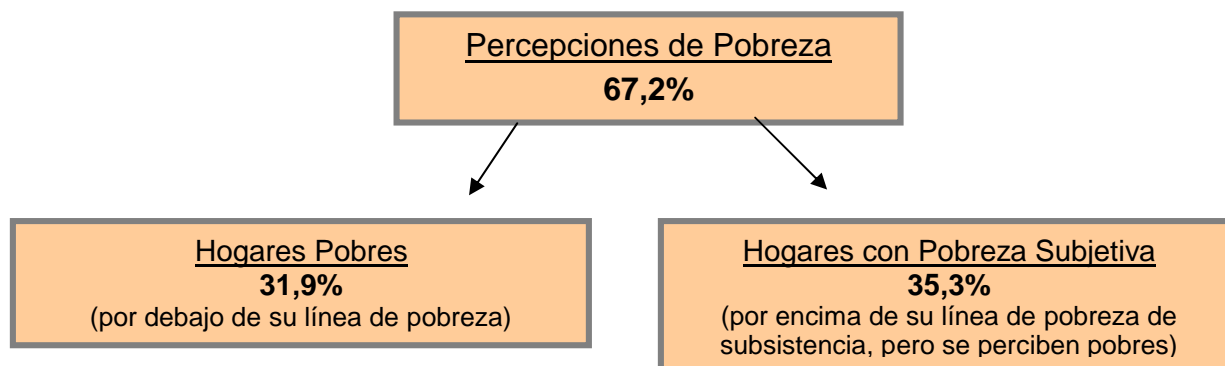 Percepciones de Pobreza
67,2%
Hogares Pobres
31,9%
(por debajo de su línea de pobreza)
Hogares con Pobreza Subjetiva
35,3%
(por encima de su línea de pobreza de
subsistencia, pero se perciben pobres)